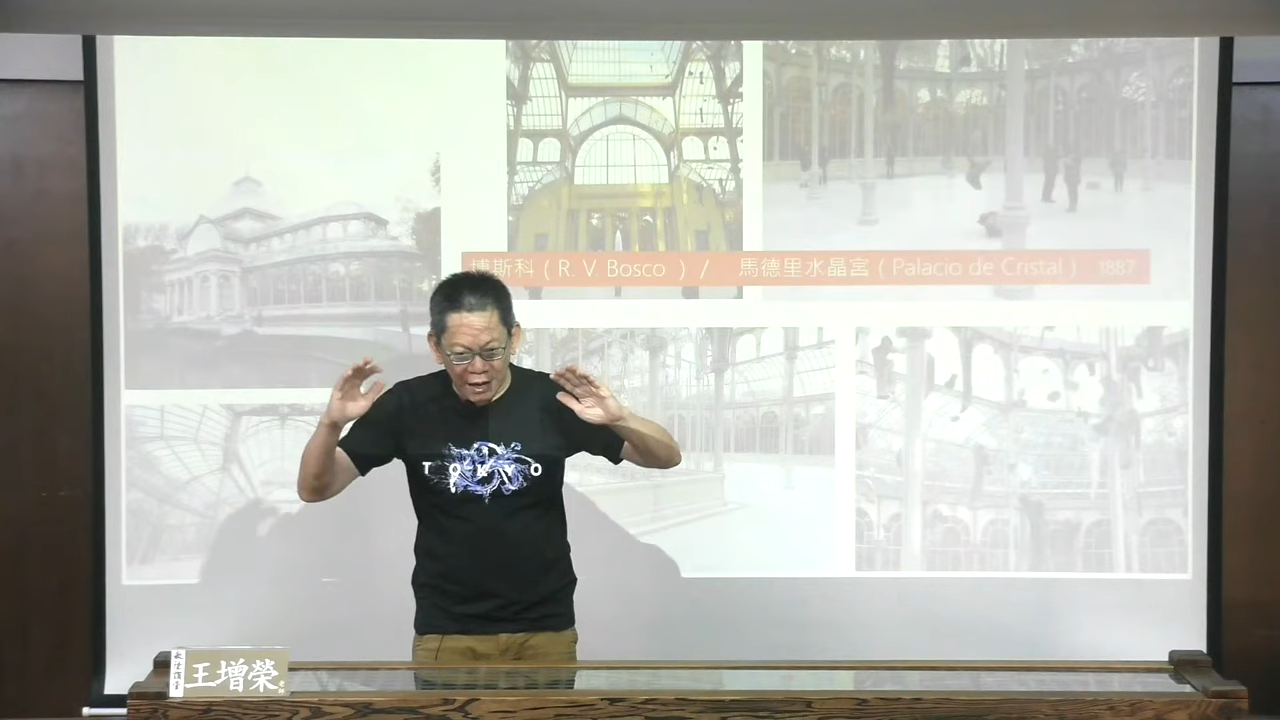 博斯科 ( R. V. Bosco ) / 馬德里水晶宮 ( Palacio de Cristal ) 1887
TOKYO
王增榮